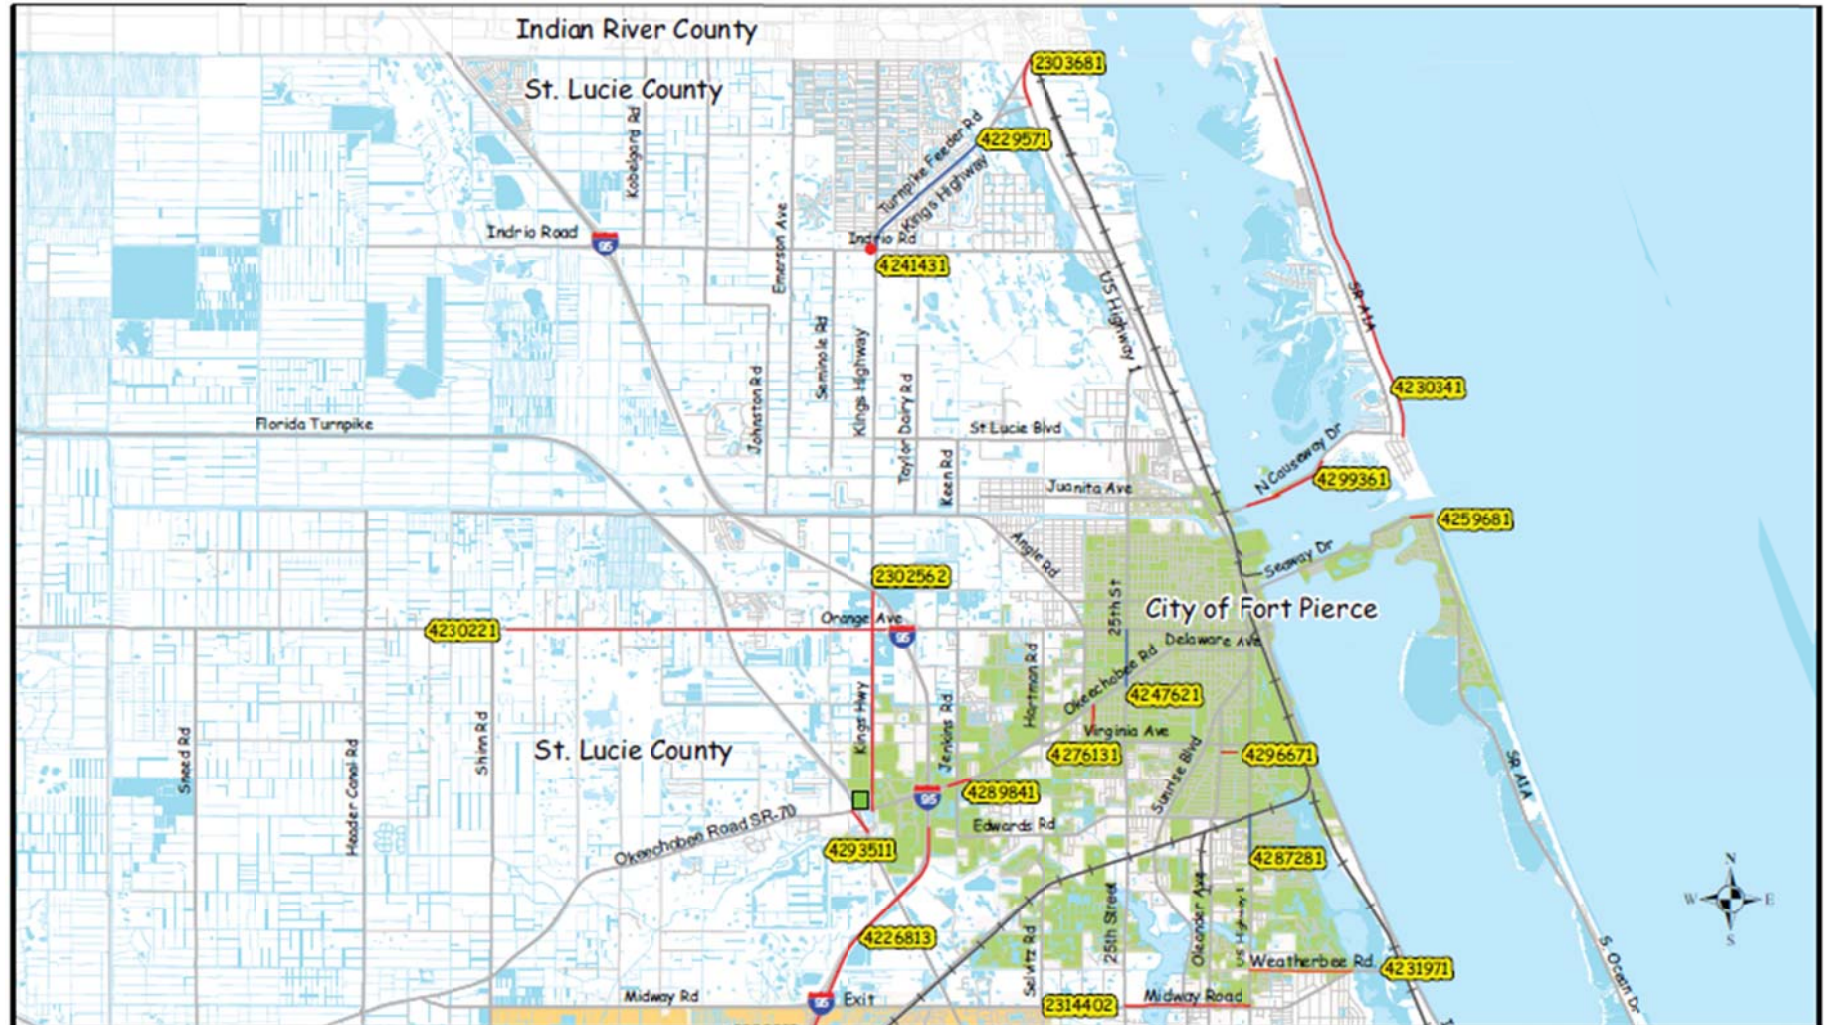 Indian River County
2303681
St. Lucie County
Kobelgard Rd
Turnpike Feeder Rd
4229571
Kings Highway
Emerson Ave
Indrio Road
95
Indrio Rd
4241431
US Highway 1
SR A1A
Seminole Rd
Kings Highway
Johnston Rd
Taylor Dairy Rd
4230341
Florida Turnpike
St Lucie Blvd
N Causeway Dr
Keen Rd
4299361
Juanita Ave
4259681
Angle Rd
Seaway Dr
2302562
25th St
City of Fort Pierce
Orange Ave
4230221
95
Delaware Ave
Hartman Rd
Okeechobee Rd
4247621
Kings Hwy
Jenkins Rd
Sneed Rd
Header Canal Rd
Shinn Rd
St. Lucie County
Virginia Ave
4276131
Sunrise Blvd
4296671
SR A1A
95
4289841
Okeechobee Road SR-70
Edwards Rd
4293511
4287281
N
W
E
S
25th Street
Oleander Ave
US Highway 1
4226813
Selvitz Rd
Weatherbee Rd.
4231971
S Ocean Dr
Midway Rd
95
Exit
2314402
Midway Road